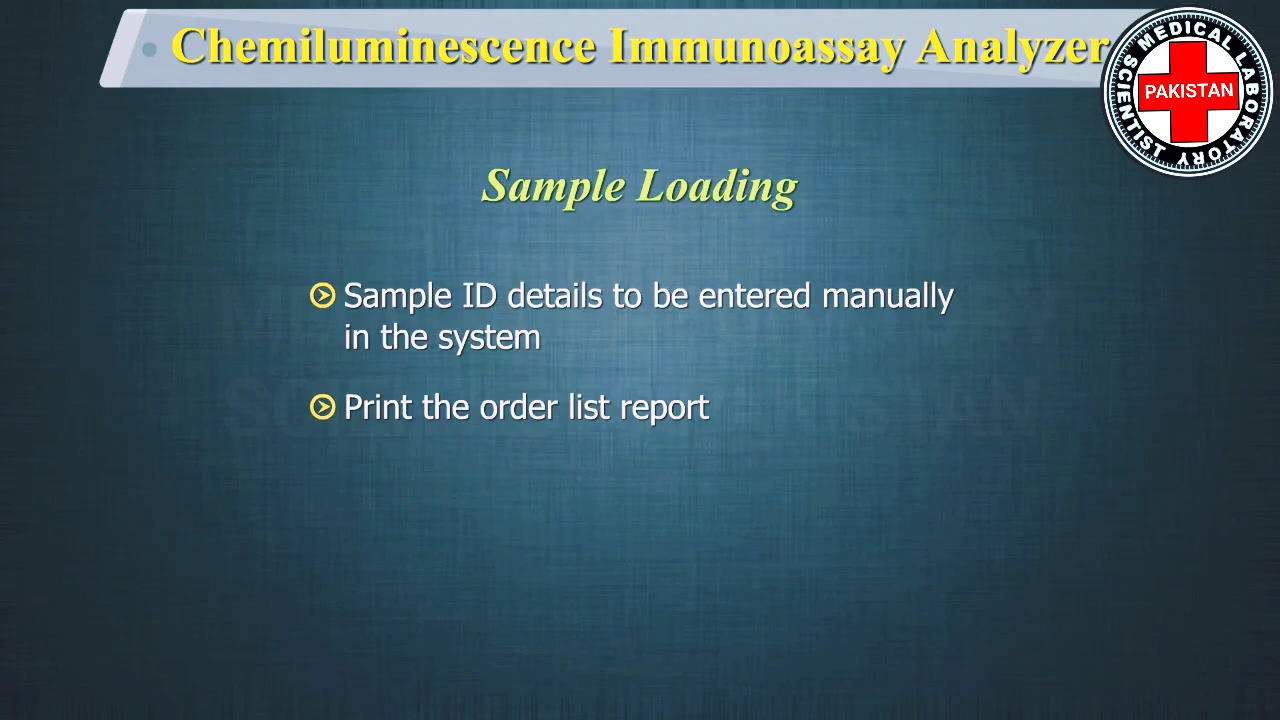 Chemiluminescence Immunoassay Analyzer
MEDICAL LABORATORY SCIENTIST
PAKISTAN
Sample Loading
Sample ID details to be entered manually
in the system
Print the order list report